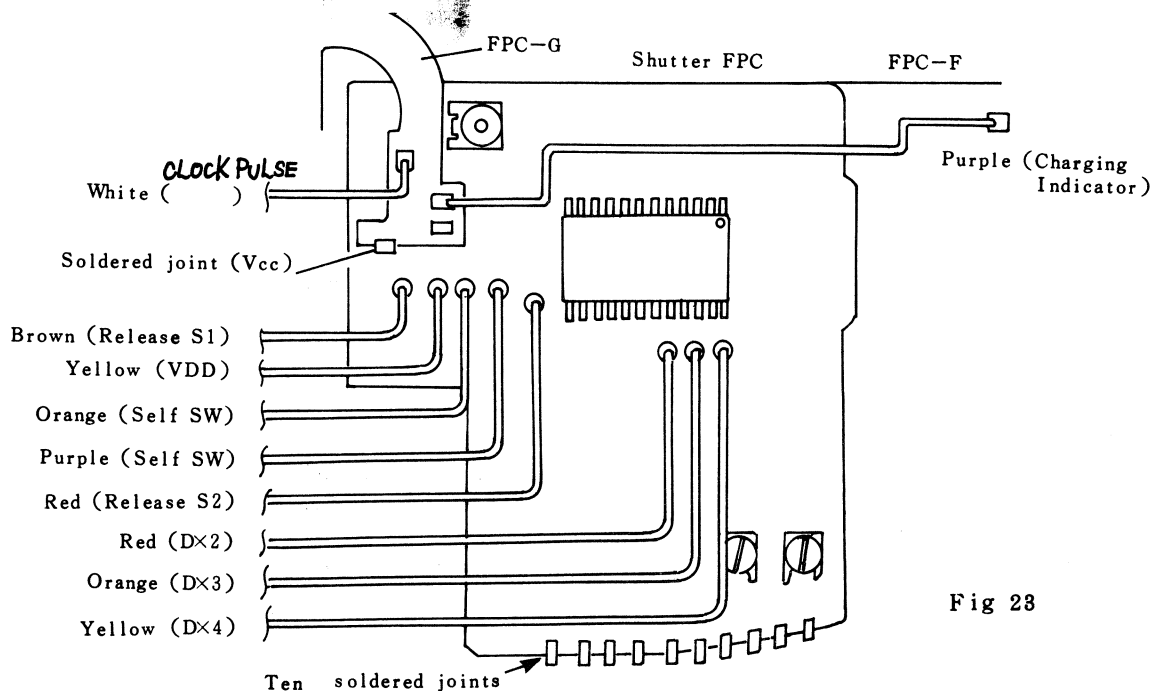 FPC-G
Shutter FPC
FPC-F
CLOCK PULSE
White ( )
Purple (Charging
Indicator)
Soldered joint (Vcc)
Brown (Release S1)
Yellow (VDD)
Orange (Self SW)
Purple (Self SW)
Red (Release S2)
Red (D×2)
Orange (D×3)
Yellow (D×4)
Fig 23
Ten soldered joints